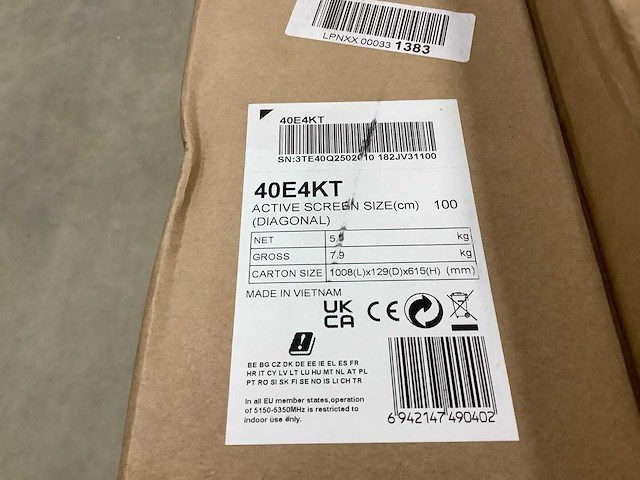 LPNXX 00033 1383
40E4KT
40E4KT
ACTIVE SCREEN SIZE(cm) 100
(DIAGONAL)
NET kg
GROSS 7.9 kg
CARTON SIZE 1008(L)x129(D)x615(H) (mm)
MADE IN VIETNAM
UK
CA CE
BE BG CZ DK DE EE IE EL ES FR
HR IT CY LV LT LU HU MT NL AT PL
PT RO SI SK FI SE NO IS LI CH TR
In all EU member states,operation
of 5150-5350MHz is restricted to
indoor use only.
6 942147 490402